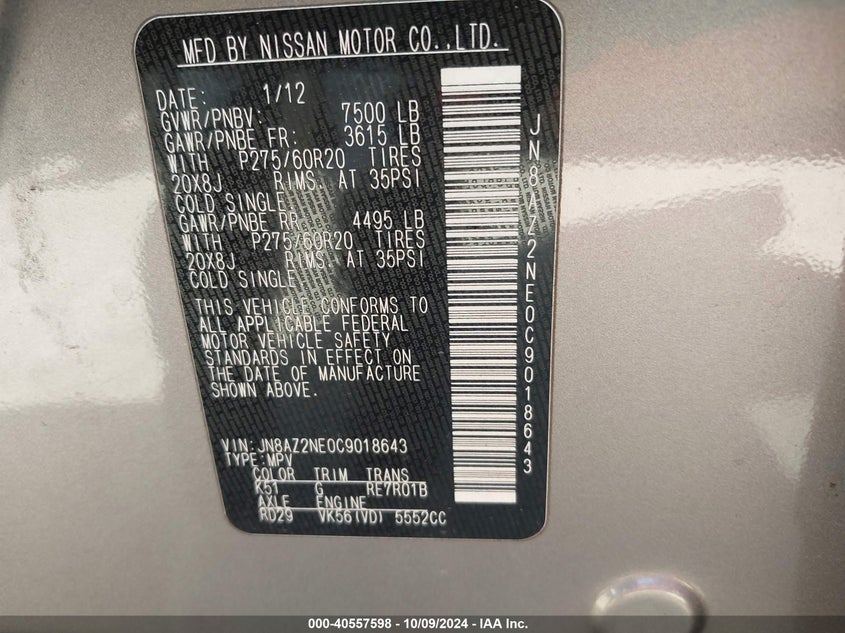 MFD BY NISSAN MOTOR CO.,LTD.
DATE: 1/12
GVWR/PNBV: 7500 LB
GAWR/PNBE FR: 3615 LB
WITH P275/60R20 TIRES
20X8J RIMS. AT 35PSI
COLD SINGLE
GAWR/PNBE RR: 4495 LB
WITH P275/60R20 TIRES
20X8J RIMS. AT 35PSI
COLD SINGLE
THIS VEHICLE CONFORMS TO
ALL APPLICABLE FEDERAL
MOTOR VEHICLE SAFETY
STANDARDS IN EFFECT ON
THE DATE OF MANUFACTURE
SHOWN ABOVE.
VIN:JN8AZ2NE0C9018643
TYPE:MPV
COLOR TRIM TRANS
K51 G RE7R01B
AXLE ENGINE
RD29 VK56(VD) 5552CC
JN8AZ2NE0C9018643
000-40557598 - 10/09/2024 - IAA Inc.